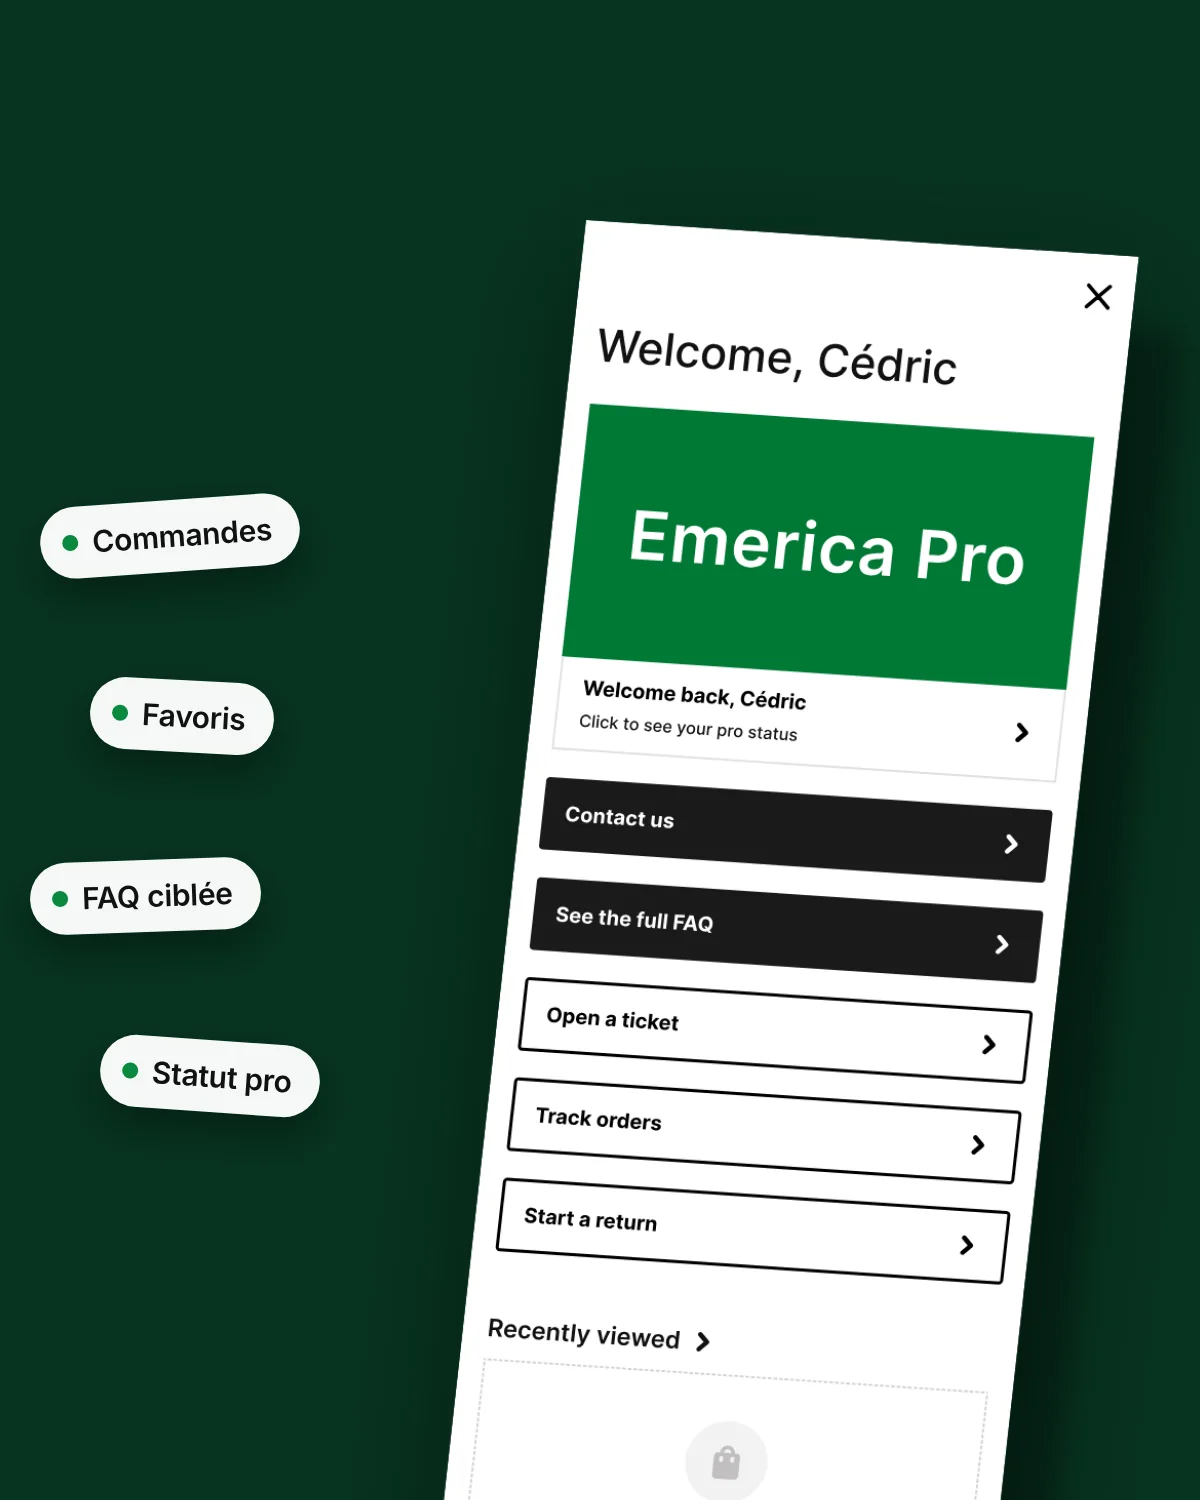 Welcome, Cédric
Emerica Pro
Welcome back, Cédric
Click to see your pro status
Contact us
See the full FAQ
Open a ticket
Track orders
Start a return
Recently viewed
Commandes
Favoris
FAQ ciblée
Statut pro